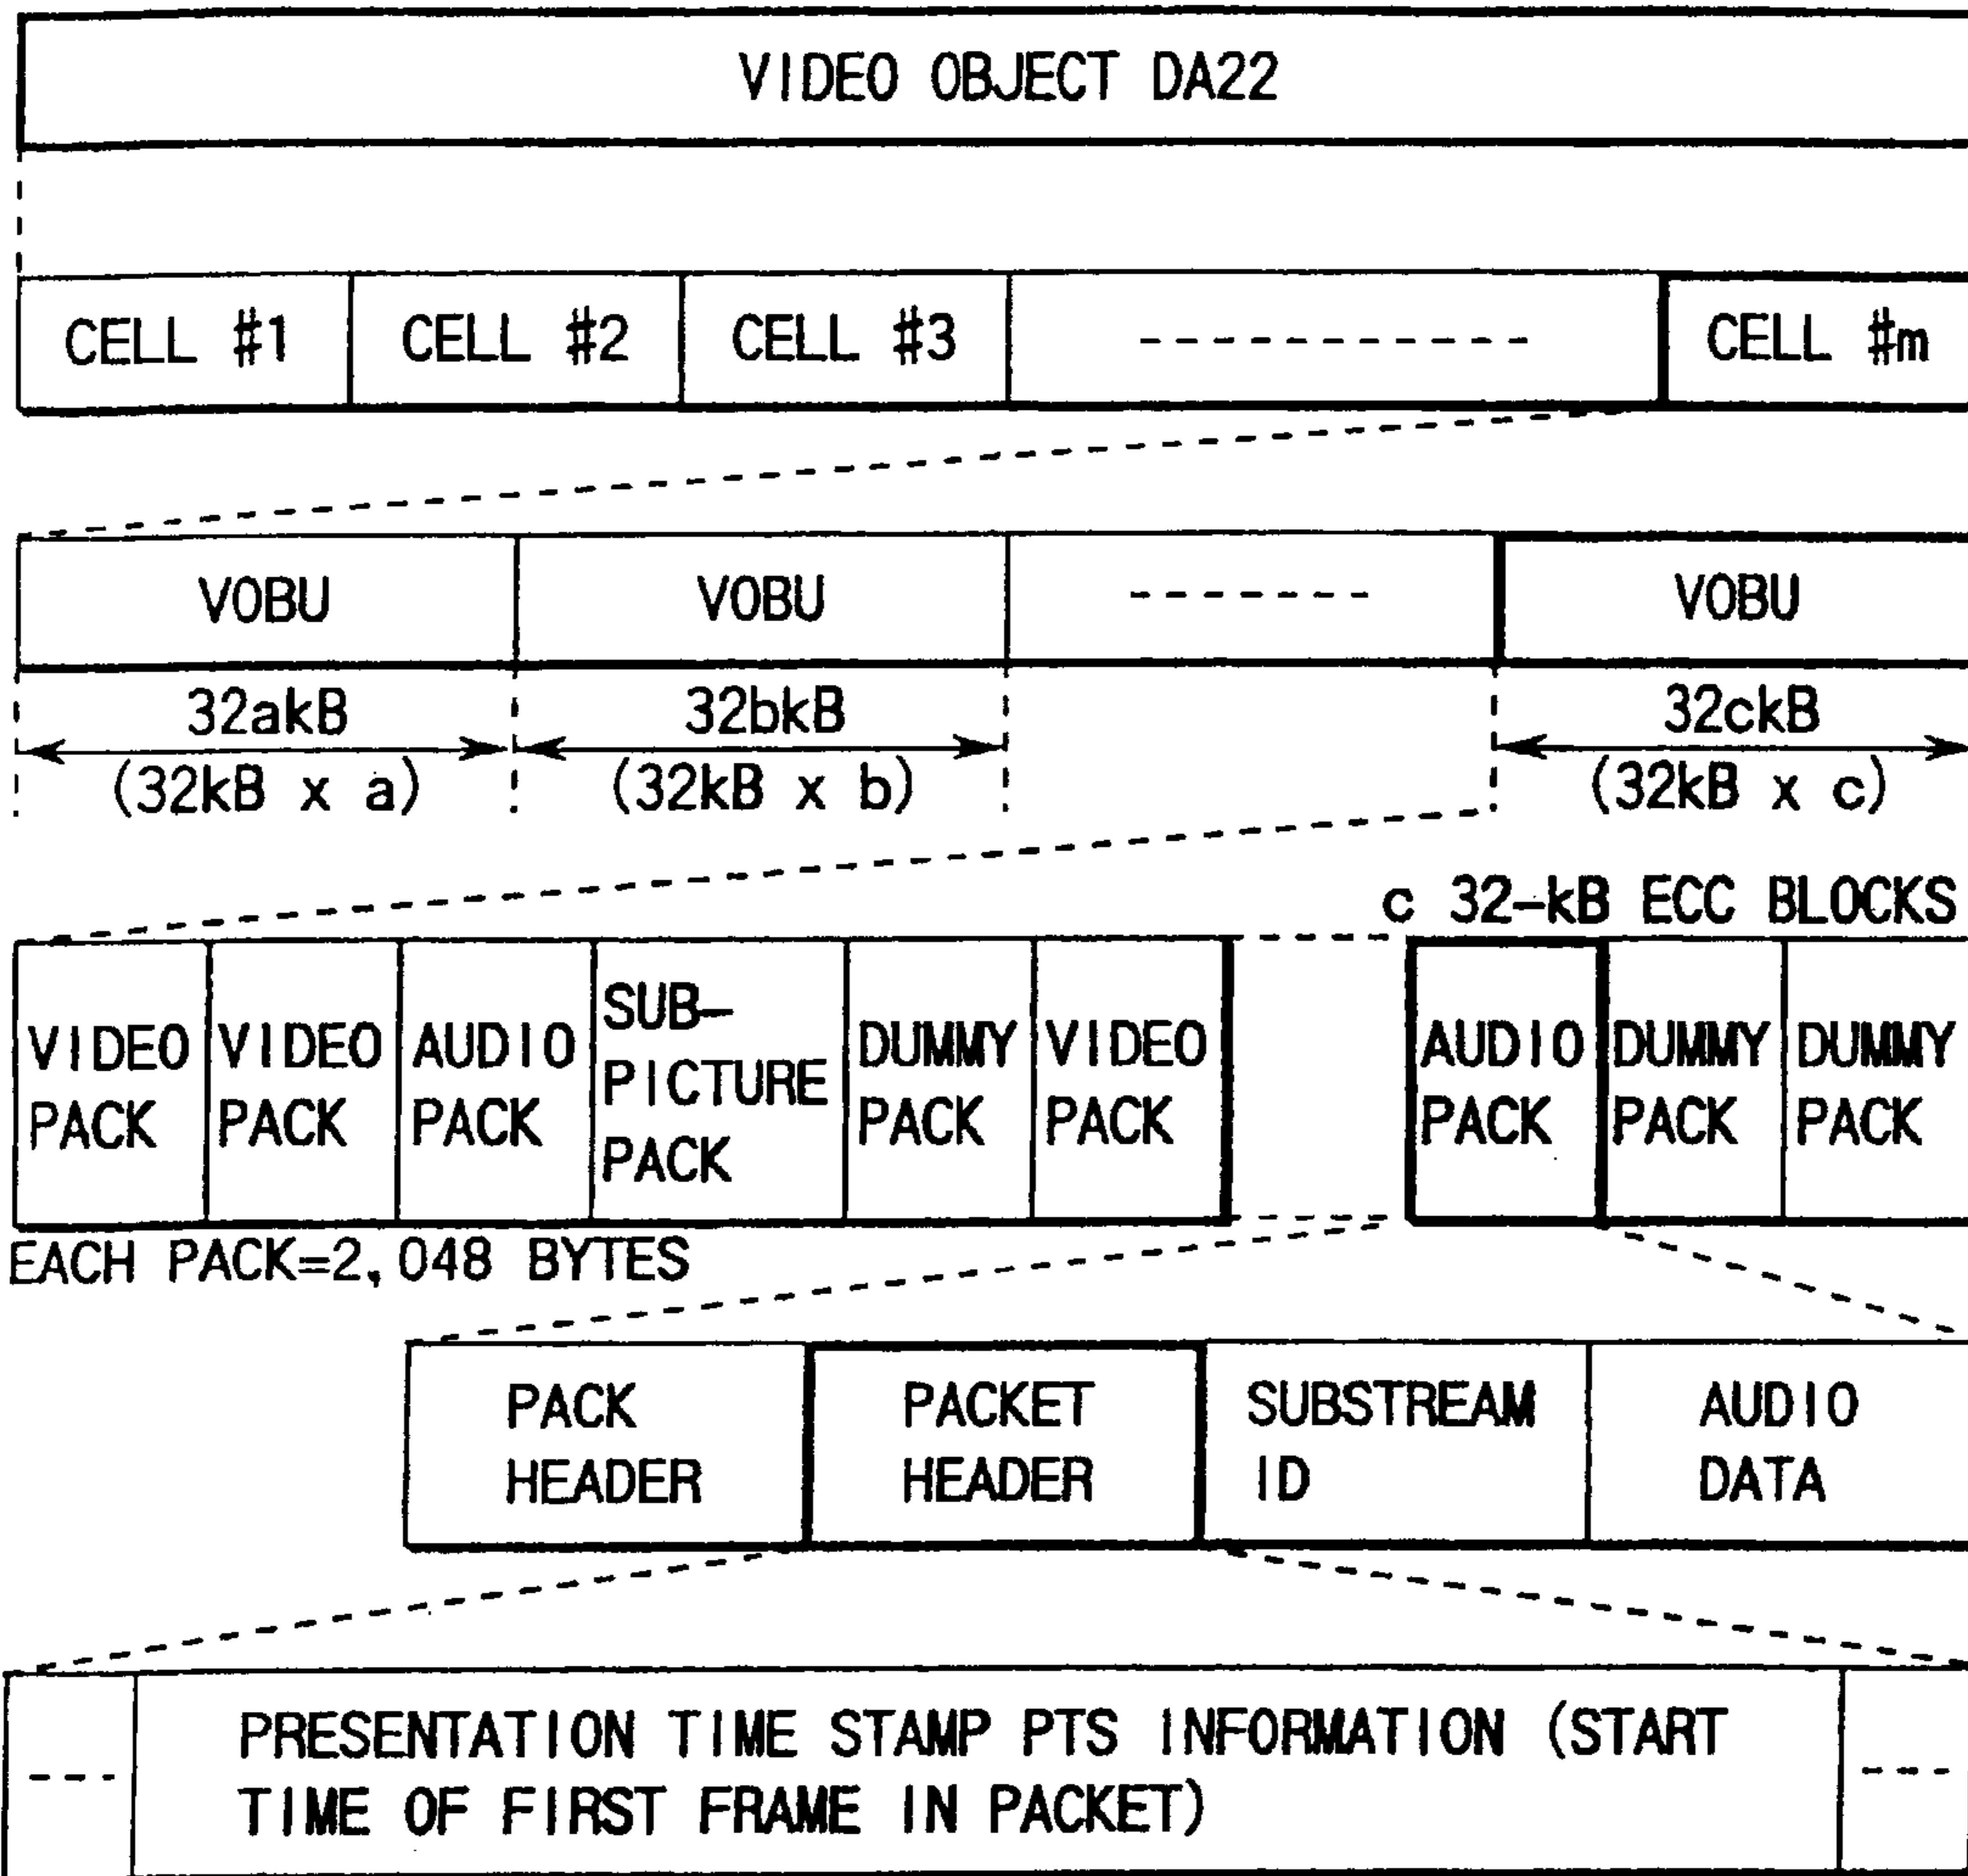 VIDEO OBJECT DA22
CELL #1 CELL #2 CELL #3 ----------- CELL #m
VOBU VOBU ------- VOBU
32akB 32bkB 32ckB
(32kB x a) (32kB x b) (32kB x c)
c 32-kB ECC BLOCKS
VIDEO PACK
VIDEO PACK
AUDIO PACK
SUB-
PICTURE
PACK
DUMMY PACK
VIDEO PACK
AUDIO PACK
DUMMY PACK
DUMMY PACK
EACH PACK=2,048 BYTES
PACK
HEADER
PACKET
HEADER
SUBSTREAM
ID
AUDIO
DATA
--- PRESENTATION TIME STAMP PTS INFORMATION (START
TIME OF FIRST FRAME IN PACKET) ----